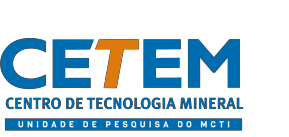 CETEM
CENTRO DE TECNOLOGIA MINERAL
UNIDADE DE PESQUISA DO MCTI